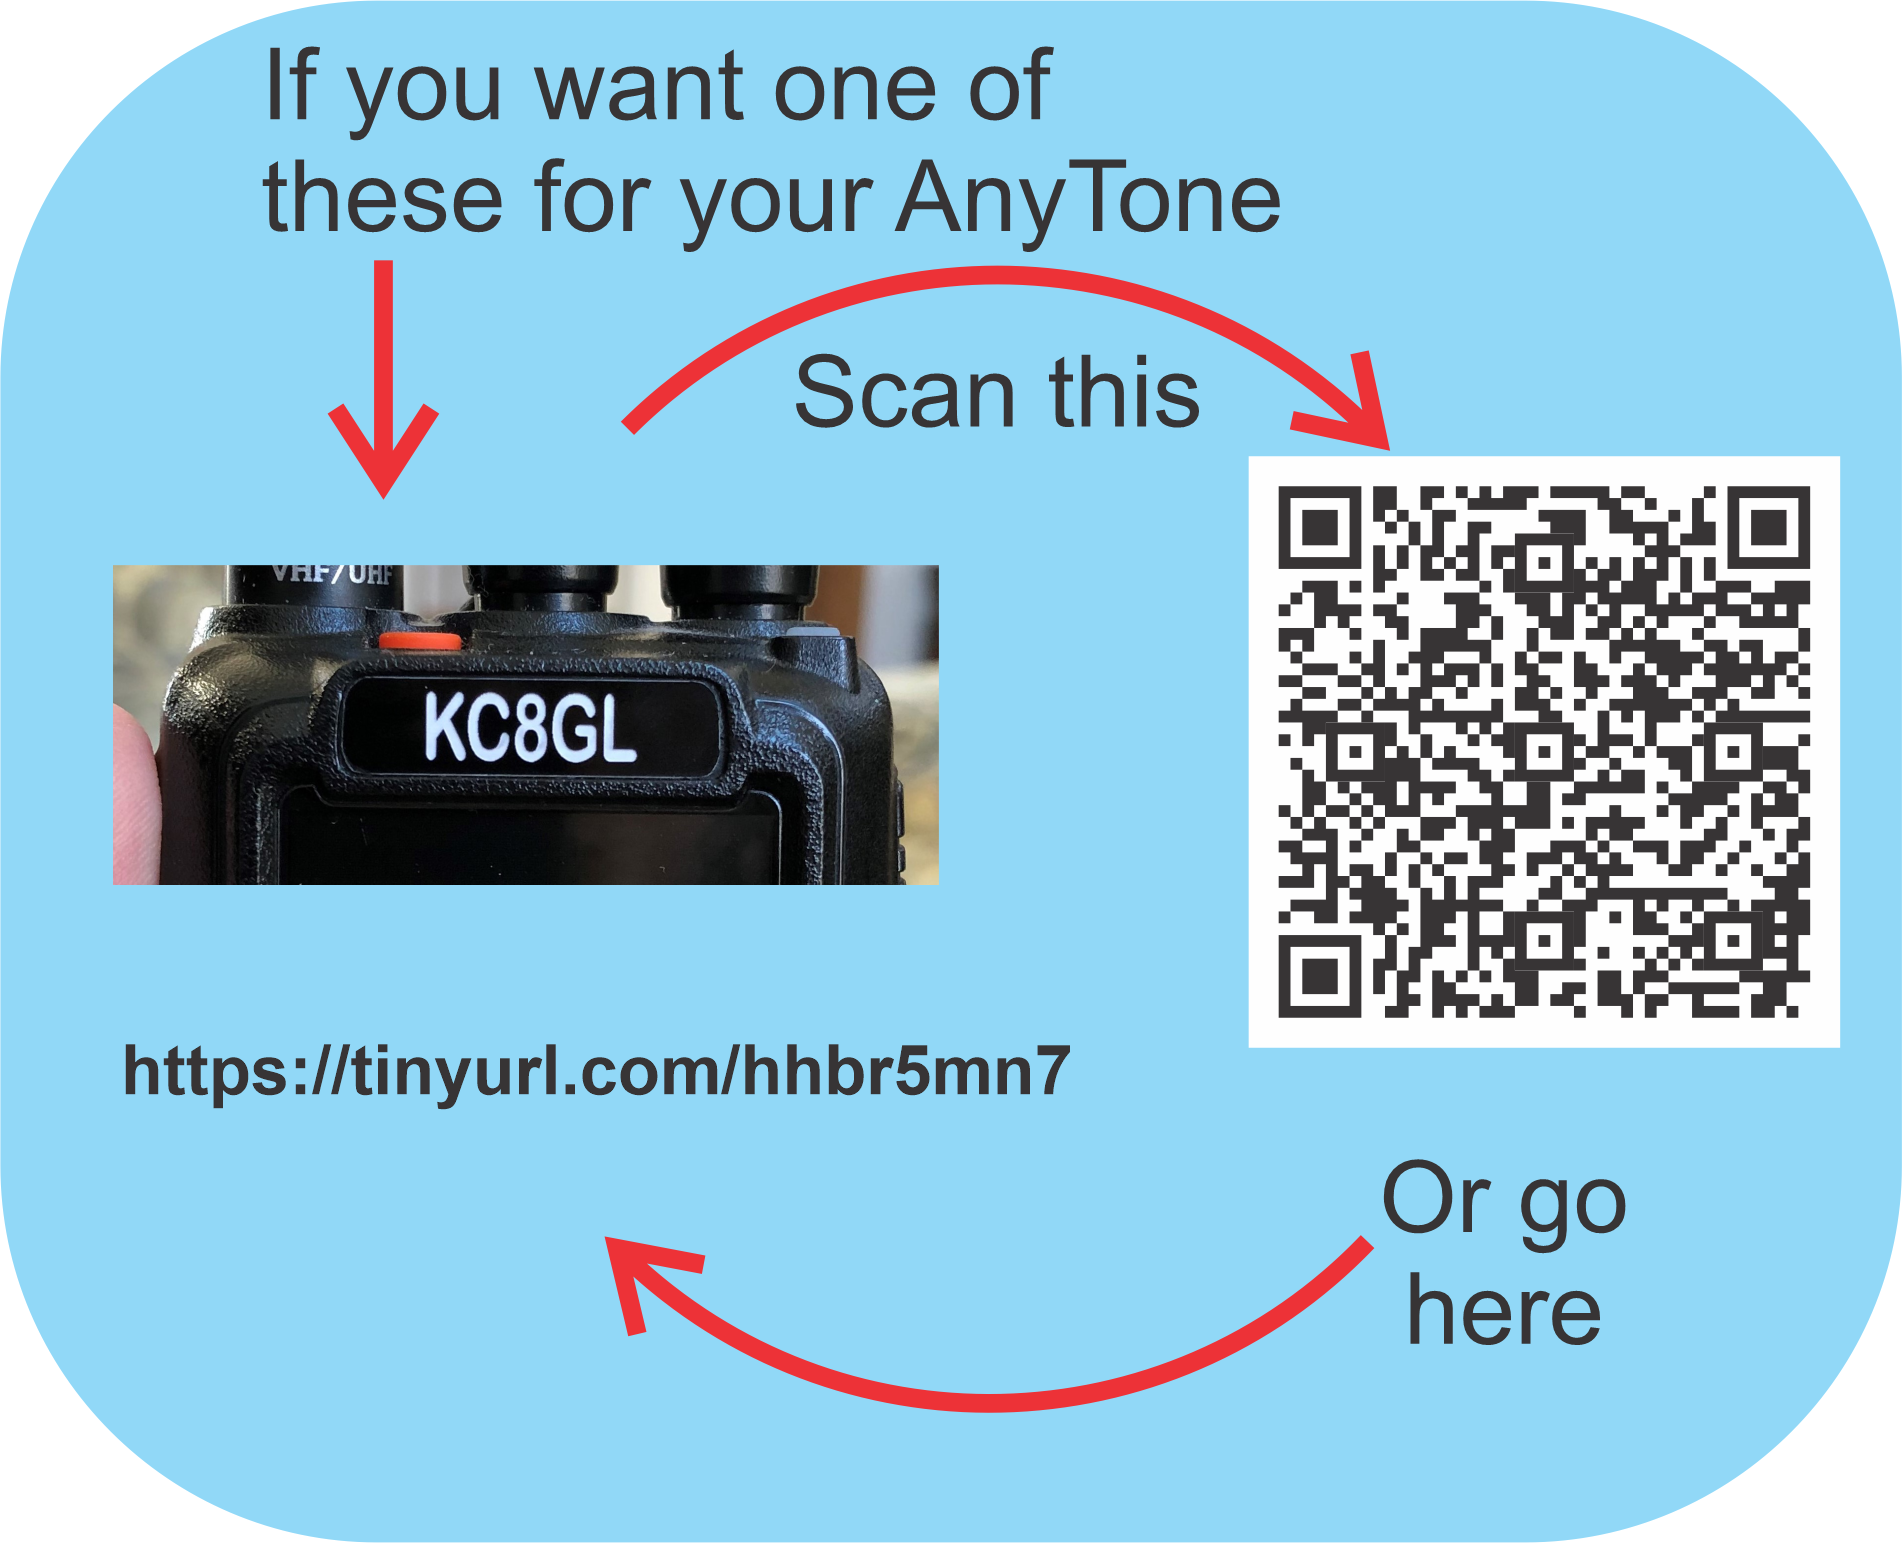 If you want one of
these for your AnyTone
Scan this
VHF/UHF
KC8GL
https://tinyurl.com/hhbr5mn7
Or go
here